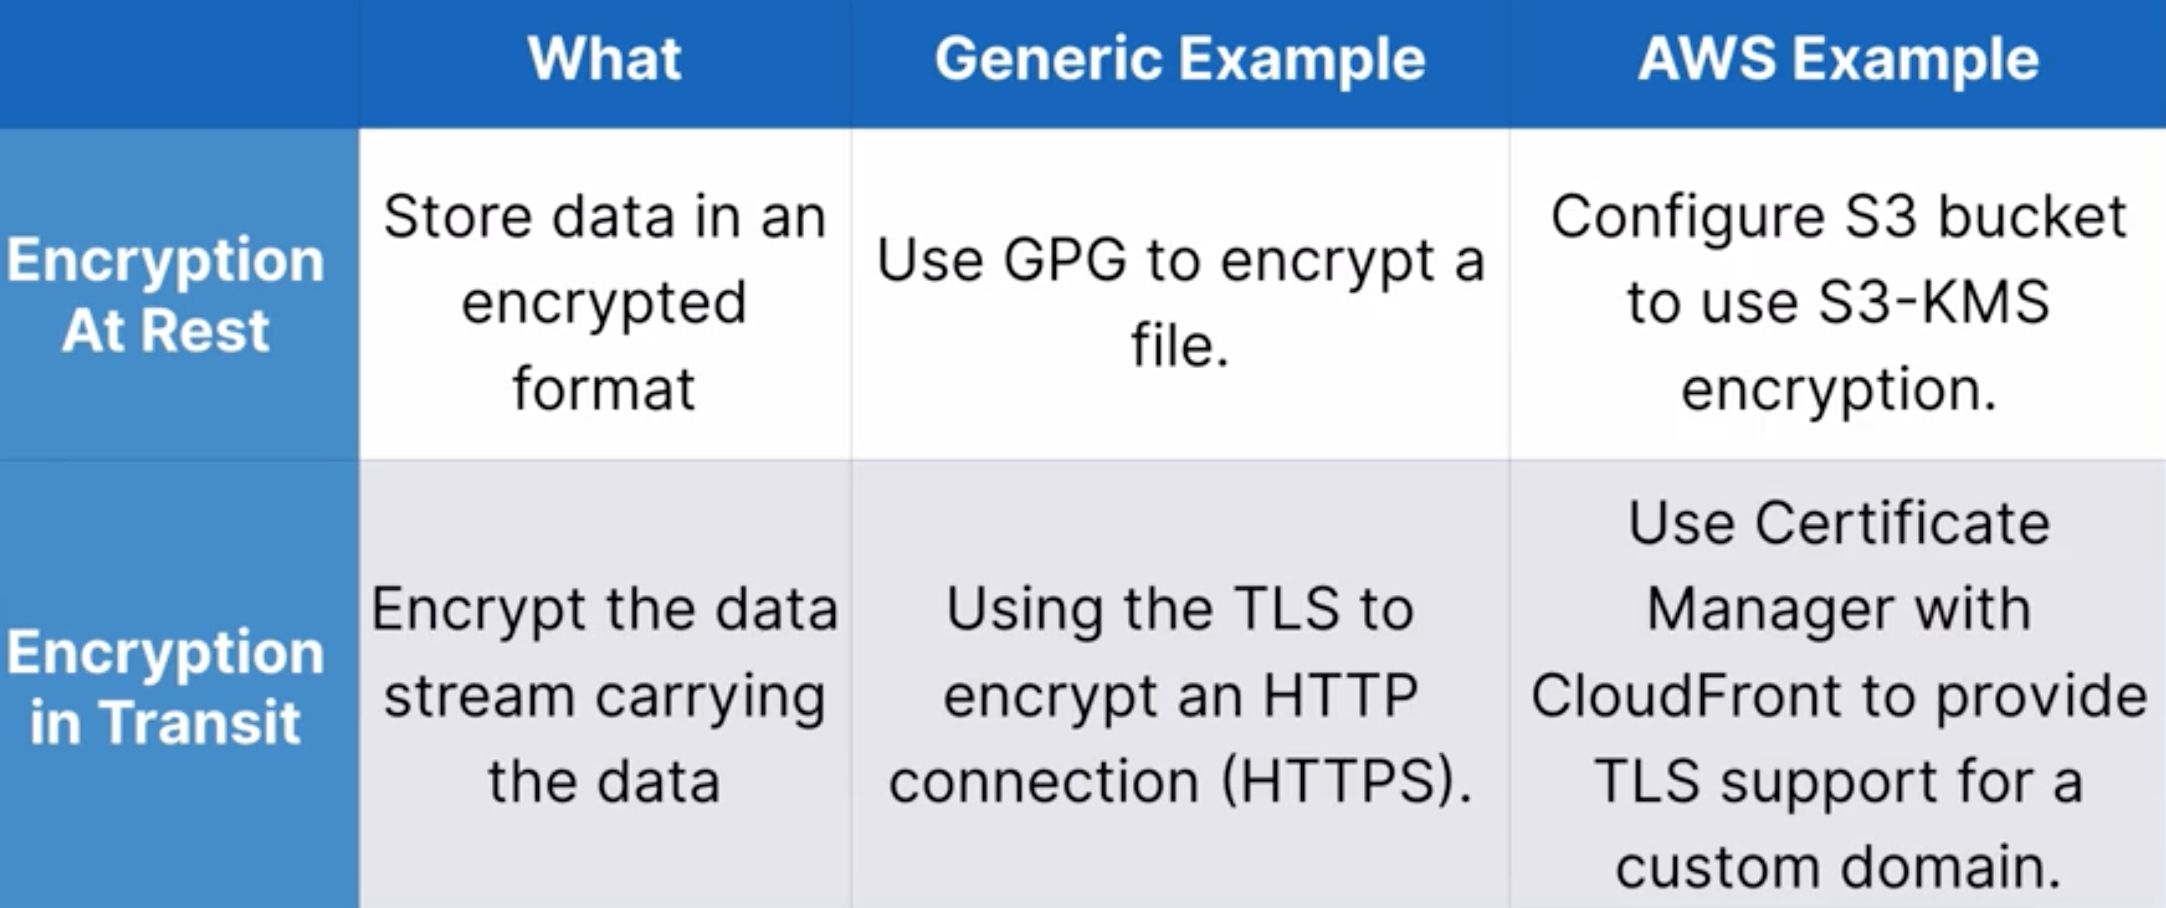 What
Generic Example
AWS Example
Encryption
At Rest
Store data in an
encrypted
format
Use GPG to encrypt a
file.
Configure S3 bucket
to use S3-KMS
encryption.
Encryption
in Transit
Encrypt the data
stream carrying
the data
Using the TLS to
encrypt an HTTP
connection (HTTPS).
Use Certificate
Manager with
CloudFront to provide
TLS support for a
custom domain.